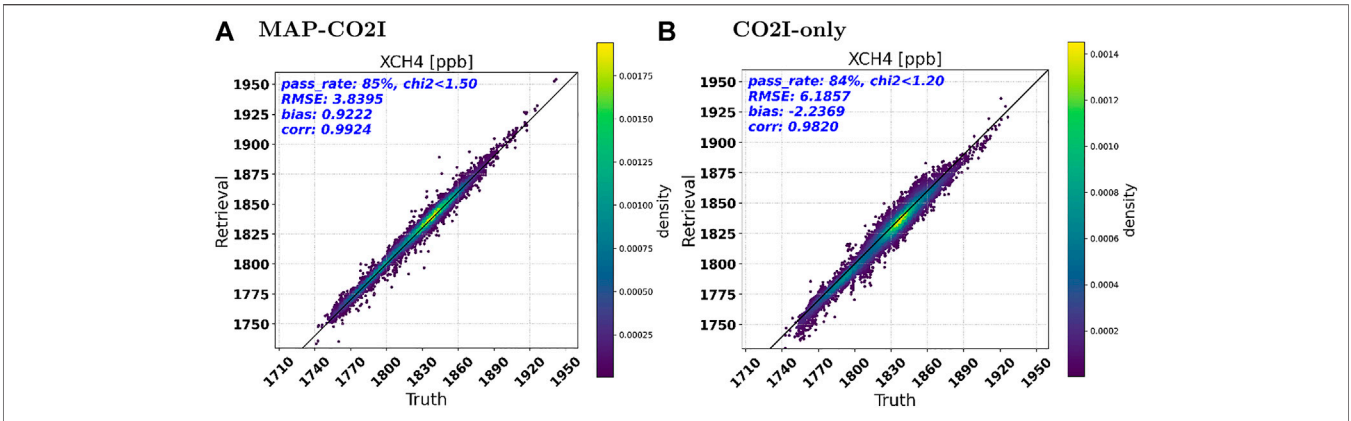 A MAP-CO2I
XCH4 [ppb]
pass_rate: 85%, chi2<1.50
RMSE: 3.8395
bias: 0.9222
corr: 0.9924
1950
1925
1900
1875
1850
1825
1800
1775
1750
Retrieval
1710 1740 1770 1800 1830 1860 1890 1920 1950
Truth
0.00175
0.00150
0.00125
0.00100
0.00075
0.00050
0.00025
density
B CO2I-only
XCH4 [ppb]
pass_rate: 84%, chi2<1.20
RMSE: 6.1857
bias: -2.2369
corr: 0.9820
1950
1925
1900
1875
1850
1825
1800
1775
1750
Retrieval
1710 1740 1770 1800 1830 1860 1890 1920 1950
Truth
0.0014
0.0012
0.0010
0.0008
0.0006
0.0004
0.0002
density